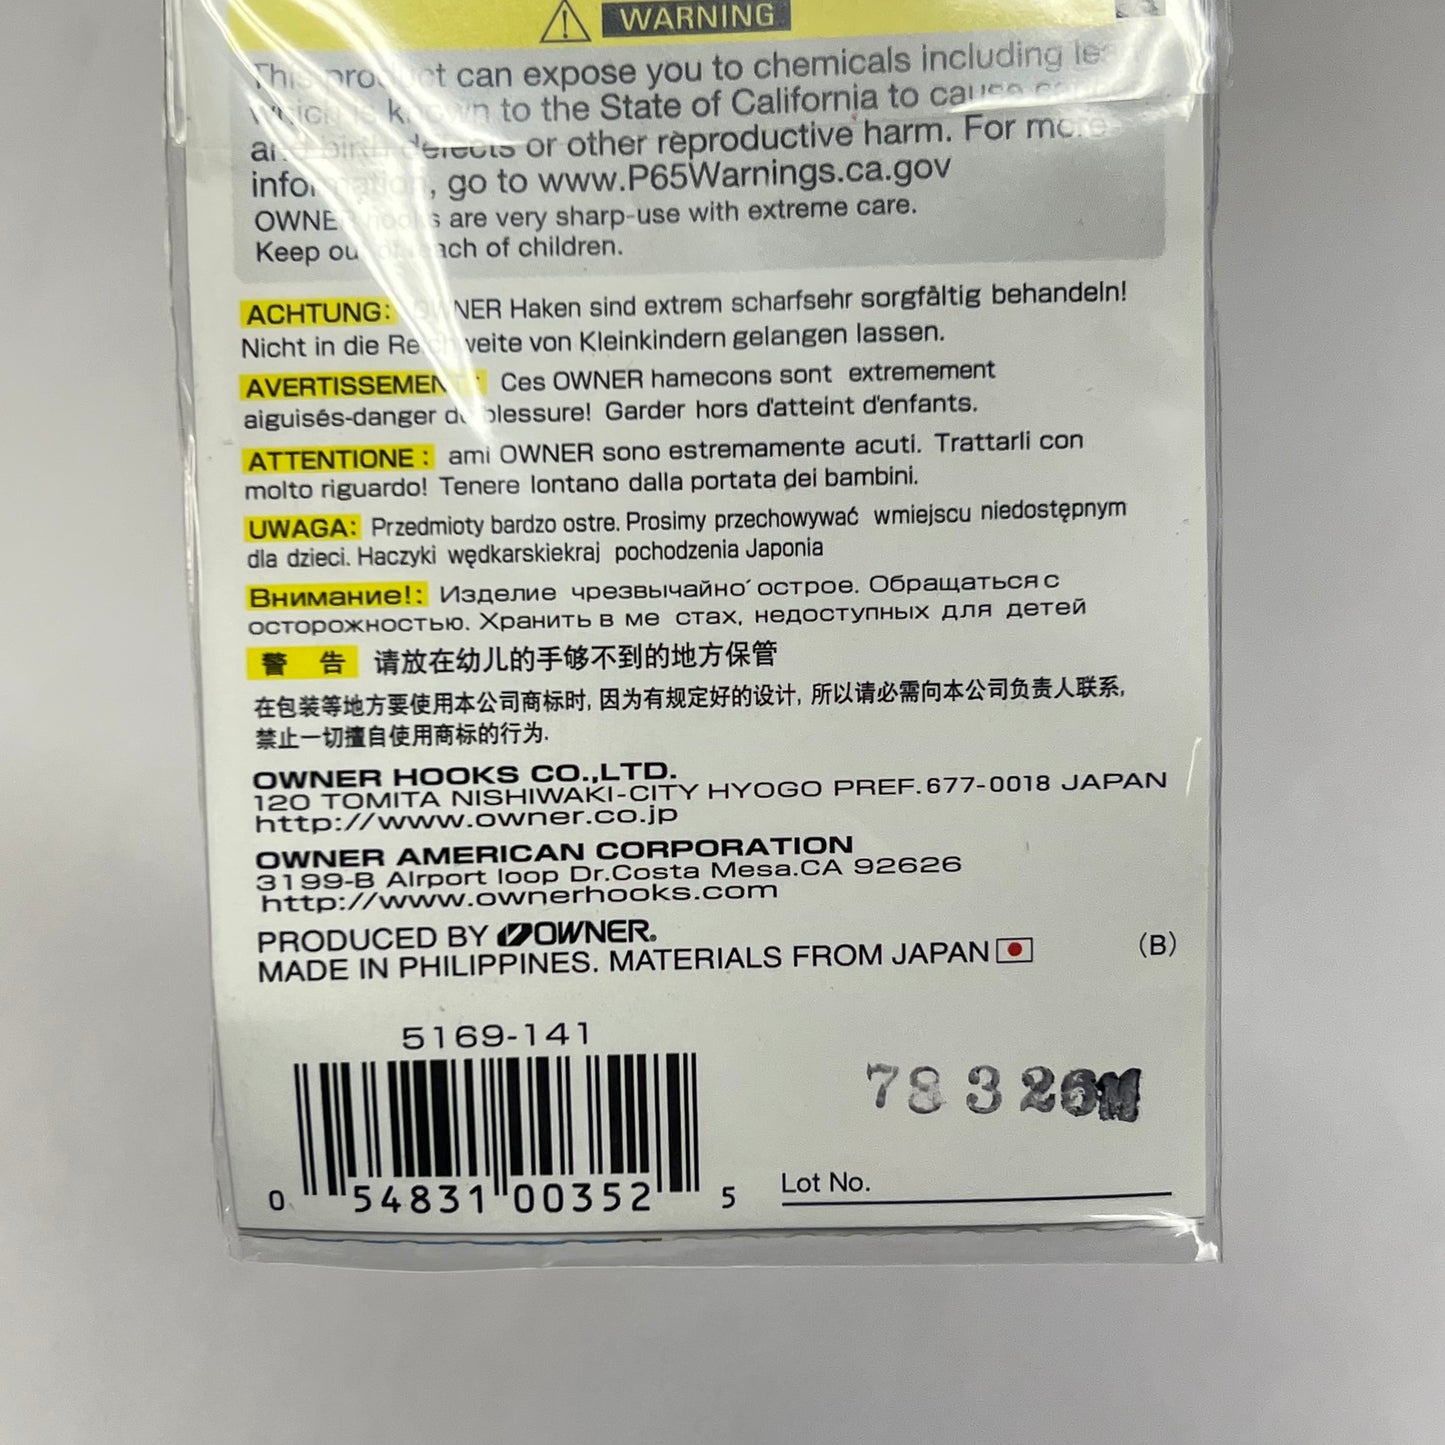 WARNING
This product can expose you to chemicals including
which is known to the State of California to cause
and birth defects or other reproductive harm. For more
information, go to www.P65Warnings.ca.gov
OWNER hooks are very sharp-use with extreme care.
Keep out of reach of children.
ACHTUNG: OWNER Haken sind extrem scharfsehr sorgfàltig behandeln!
Nicht in die Reichweite von Kleinkindern gelangen lassen.
AVERTISSEMENT: Ces OWNER hamecons sont extremement
aiguisés-danger de blessure! Garder hors d'atteint d'enfants.
ATTENTIONE : ami OWNER sono estremamente acuti. Trattarli con
molto riguardo! Tenere lontano dalla portata dei bambini.
UWAGA: Przedmioty bardzo ostre. Prosimy przechowywać wmiejscu niedostępnym
dla dzieci. Haczyki wędkarskiekraj pochodzenia Japonia
Внимание!: Изделие чрезвычайно´острое. Обращаться с
осторожностью. Хранить в ме стах, недоступных для детей
警 告 请放在幼儿的手够不到的地方保管
在包装等地方要使用本公司商标时, 因为有规定好的设计, 所以请必需向本公司负责人联系,
禁止一切擅自使用商标的行为.
OWNER HOOKS CO.,LTD.
120 TOMITA NISHIWAKI-CITY HYOGO PREF.677-0018 JAPAN
http://www.owner.co.jp
OWNER AMERICAN CORPORATION
3199-B AIrport loop Dr.Costa Mesa.CA 92626
http://www.ownerhooks.com
PRODUCED BY OWNER.
MADE IN PHILIPPINES. MATERIALS FROM JAPAN (B)
5169-141
78 3 26M
0 54831 00352 5
Lot No.